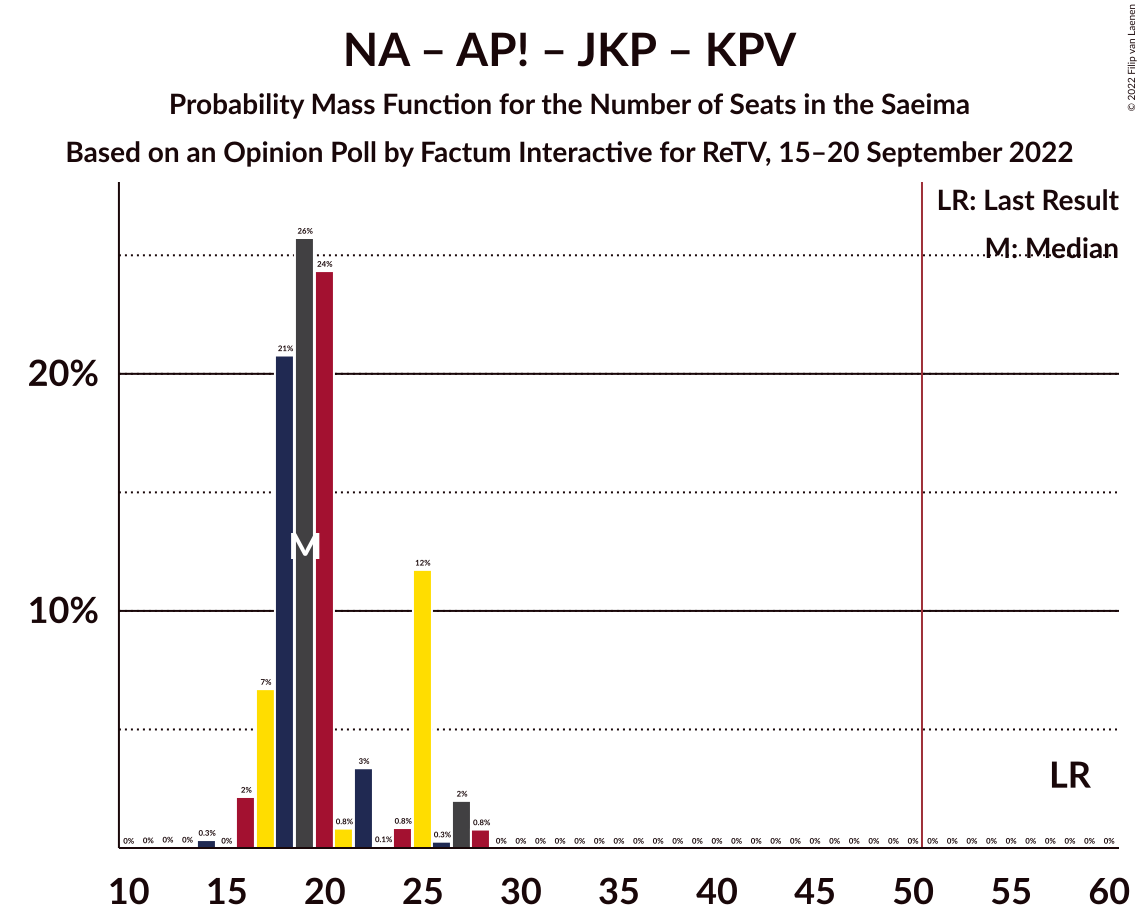 NA – AP! – JKP – KPV
Probability Mass Function for the Number of Seats in the Saeima
Based on an Opinion Poll by Factum Interactive for ReTV, 15–20 September 2022
© 2022 Filip van Laenen
LR: Last Result
M: Median
20%
10%
0% 0% 0% 0% 0.3% 0% 2% 7% 21% 26% 24% 0.8% 3% 0.1% 0.8% 12% 0.3% 2% 0.8% 0% 0% 0% 0% 0% 0% 0% 0% 0% 0% 0% 0% 0% 0% 0% 0% 0% 0% 0% 0% 0% 0% 0% 0% 0% 0% 0% 0% 0% 0% 0% 0%
M
LR
10 15 20 25 30 35 40 45 50 55 60